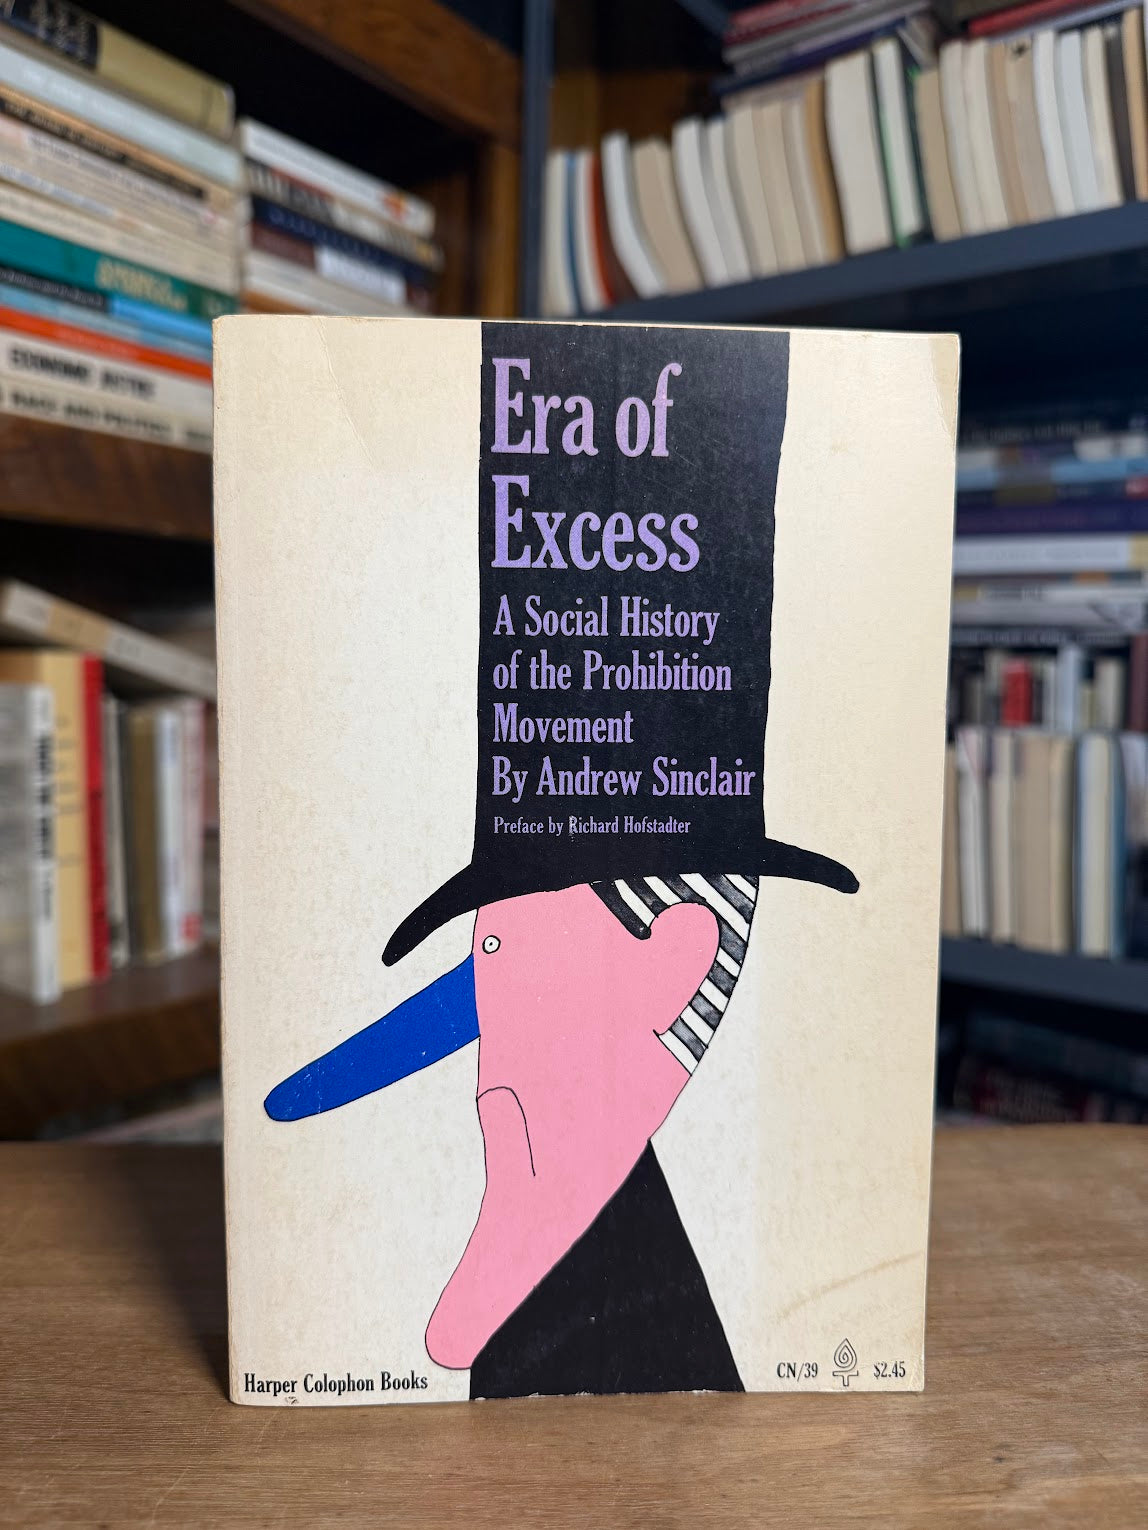 Era of
Excess
A Social History
of the Prohibition
Movement
By Andrew Sinclair
Preface by Richard Hofstadter
Harper Colophon Books
CN/39
$2.45